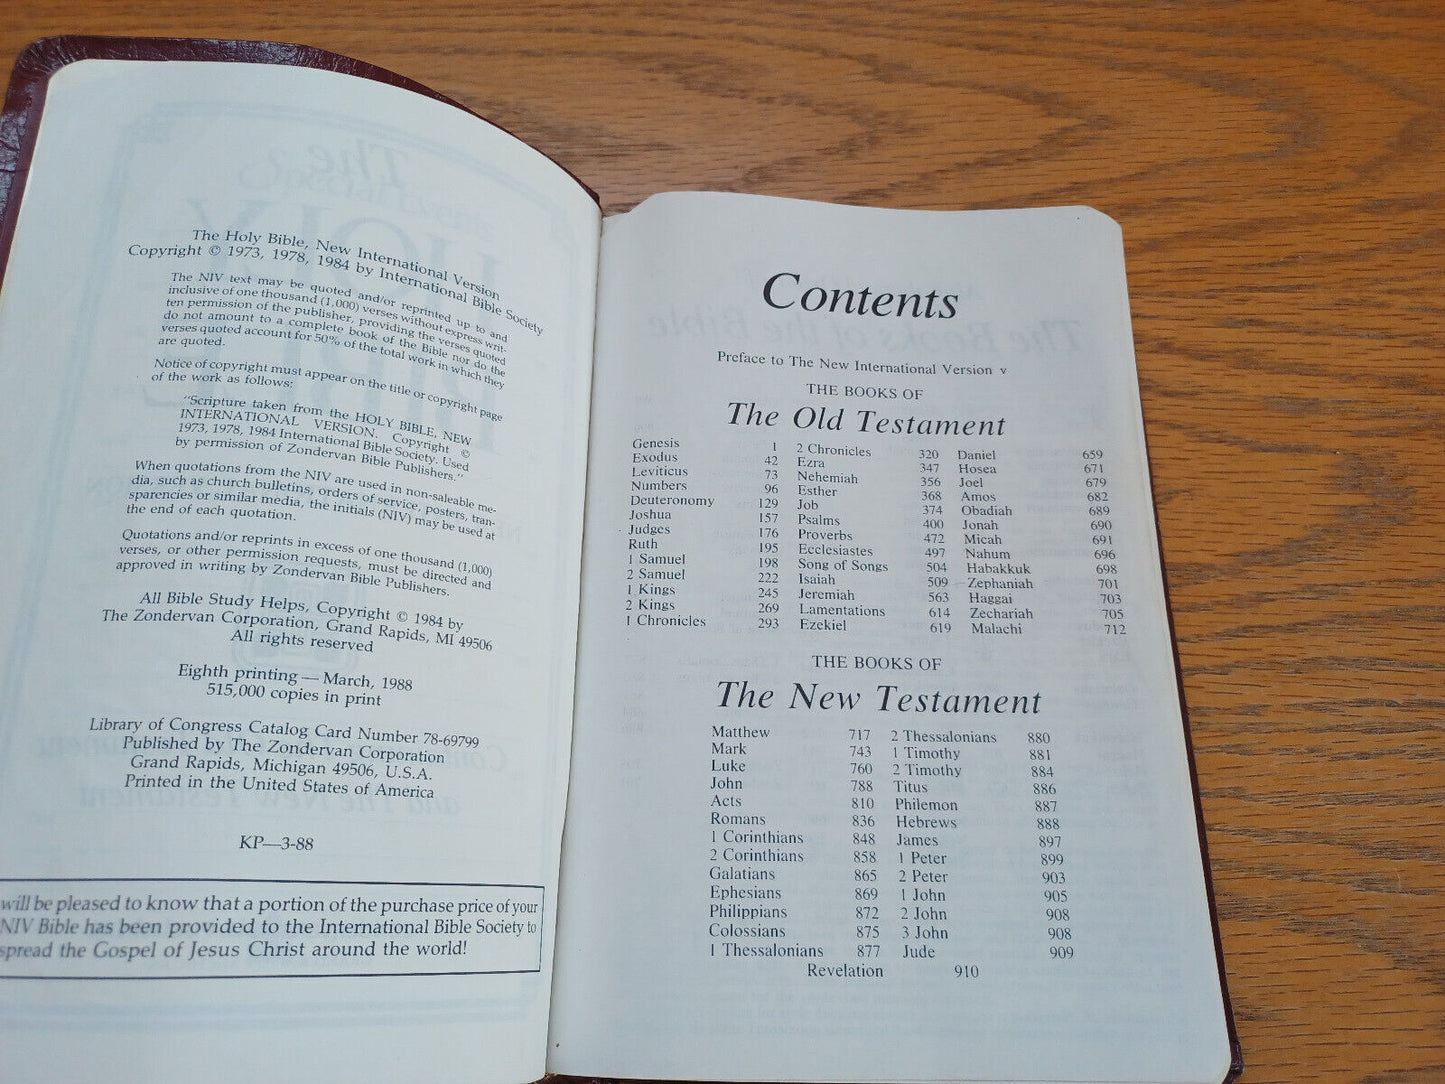 The Holy Bible, New International Version
Copyright © 1973, 1978, 1984 by International Bible Society
The NIV text may be quoted and/or reprinted up to and
inclusive of one thousand (1,000) verses without express writ-
ten permission of the publisher, providing the verses quoted
do not amount to a complete book of the Bible nor do the
verses quoted account for 50% of the total work in which they
are quoted.
Notice of copyright must appear on the title or copyright page
of the work as follows:
"Scripture taken from the HOLY BIBLE, NEW
INTERNATIONAL VERSION. Copyright ©
1973, 1978, 1984 International Bible Society. Used
by permission of Zondervan Bible Publishers."
When quotations from the NIV are used in non-saleable me-
dia, such as church bulletins, orders of service, posters, tran-
sparencies or similar media, the initials (NIV) may be used at
the end of each quotation.
Quotations and/or reprints in excess of one thousand (1,000)
verses, or other permission requests, must be directed and
approved in writing by Zondervan Bible Publishers.
All Bible Study Helps, Copyright © 1984 by
The Zondervan Corporation, Grand Rapids, MI 49506
All rights reserved
Eighth printing — March, 1988
515,000 copies in print
Library of Congress Catalog Card Number 78-69799
Published by The Zondervan Corporation
Grand Rapids, Michigan 49506, U.S.A.
Printed in the United States of America
KP—3-88
will be pleased to know that a portion of the purchase price of your
NIV Bible has been provided to the International Bible Society to
spread the Gospel of Jesus Christ around the world!
Contents
Preface to The New International Version v
THE BOOKS OF
The Old Testament
Genesis 1
Exodus 42
Leviticus 73
Numbers 96
Deuteronomy 129
Joshua 157
Judges 176
Ruth 195
1 Samuel 198
2 Samuel 222
1 Kings 245
2 Kings 269
1 Chronicles 293
2 Chronicles 320
Ezra 347
Nehemiah 356
Esther 368
Job 374
Psalms 400
Proverbs 472
Ecclesiastes 497
Song of Songs 504
Isaiah 509
Jeremiah 563
Lamentations 614
Ezekiel 619
Daniel 659
Hosea 671
Joel 679
Amos 682
Obadiah 689
Jonah 690
Micah 691
Nahum 696
Habakkuk 698
Zephaniah 701
Haggai 703
Zechariah 705
Malachi 712
THE BOOKS OF
The New Testament
Matthew 717
Mark 743
Luke 760
John 788
Acts 810
Romans 836
1 Corinthians 848
2 Corinthians 858
Galatians 865
Ephesians 869
Philippians 872
Colossians 875
1 Thessalonians 877
2 Thessalonians 880
1 Timothy 881
2 Timothy 884
Titus 886
Philemon 887
Hebrews 888
James 897
1 Peter 899
2 Peter 903
1 John 905
2 John 908
3 John 908
Jude 909
Revelation 910